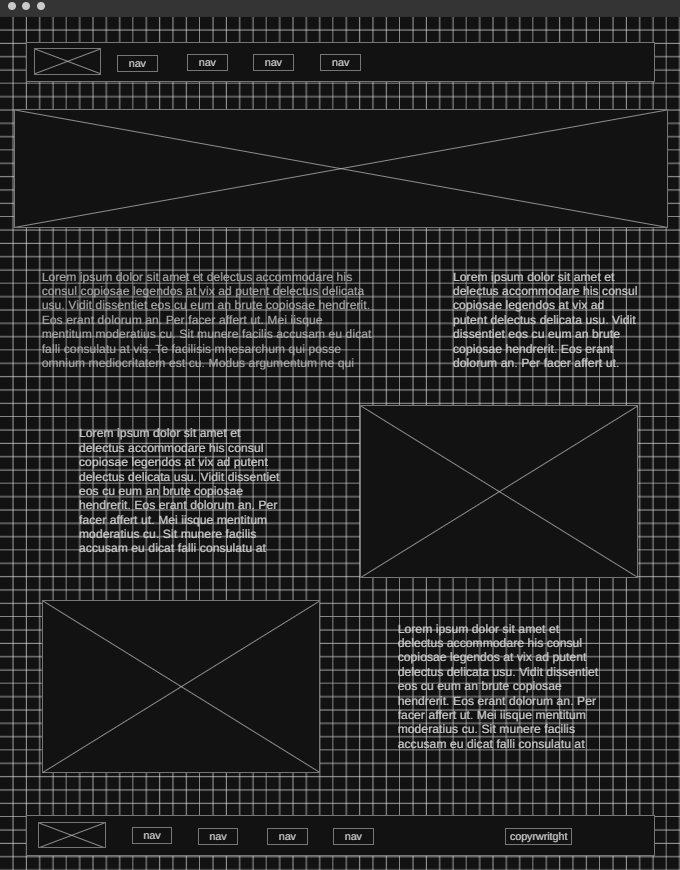 nav nav nav nav
Lorem ipsum dolor sit amet et delectus accommodare his
consul copiosae legendos at vix ad putent delectus delicata
usu. Vidit dissentiet eos cu eum an brute copiosae hendrerit.
Eos erant dolorum an. Per facer affert ut. Mei iisque
mentitum moderatius cu. Sit munere facilis accusam eu dicat
falli consulatu at vis. Te facilisis mnesarchum qui posse
omnium mediocritatem est cu. Modus argumentum ne qui
Lorem ipsum dolor sit amet et
delectus accommodare his consul
copiosae legendos at vix ad
putent delectus delicata usu. Vidit
dissentiet eos cu eum an brute
copiosae hendrerit. Eos erant
dolorum an. Per facer affert ut.
Lorem ipsum dolor sit amet et
delectus accommodare his consul
copiosae legendos at vix ad putent
delectus delicata usu. Vidit dissentiet
eos cu eum an brute copiosae
hendrerit. Eos erant dolorum an. Per
facer affert ut. Mei iisque mentitum
moderatius cu. Sit munere facilis
accusam eu dicat falli consulatu at
Lorem ipsum dolor sit amet et
delectus accommodare his consul
copiosae legendos at vix ad putent
delectus delicata usu. Vidit dissentiet
eos cu eum an brute copiosae
hendrerit. Eos erant dolorum an. Per
facer affert ut. Mei iisque mentitum
moderatius cu. Sit munere facilis
accusam eu dicat falli consulatu at
nav nav nav nav copyrwritght